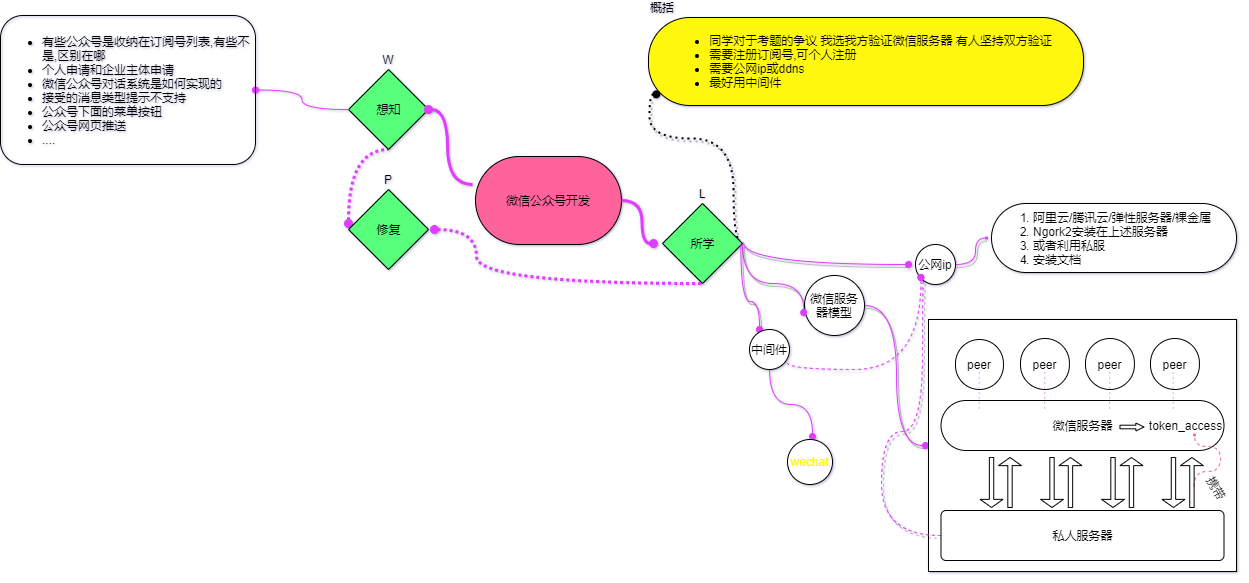 概括
有些公众号是收纳在订阅号列表,有些不
是,区别在哪
个人申请和企业主体申请
微信公众号对话系统是如何实现的
接受的消息类型提示不支持
公众号下面的菜单按钮
公众号网页推送
....
同学对于考题的争议 我选我方验证微信服务器 有人坚持双方验证
需要注册订阅号,可个人注册
需要公网ip或ddns
最好用中间件
W
想知
P
修复
微信公众号开发
L
所学
公网ip
1. 阿里云/腾讯云/弹性服务器/裸金属
2. Ngork2安装在上述服务器
3. 或者利用私服
4. 安装文档
微信服务
器模型
中间件
wechat
peer
peer
peer
peer
微信服务器
token_access
携带
私人服务器